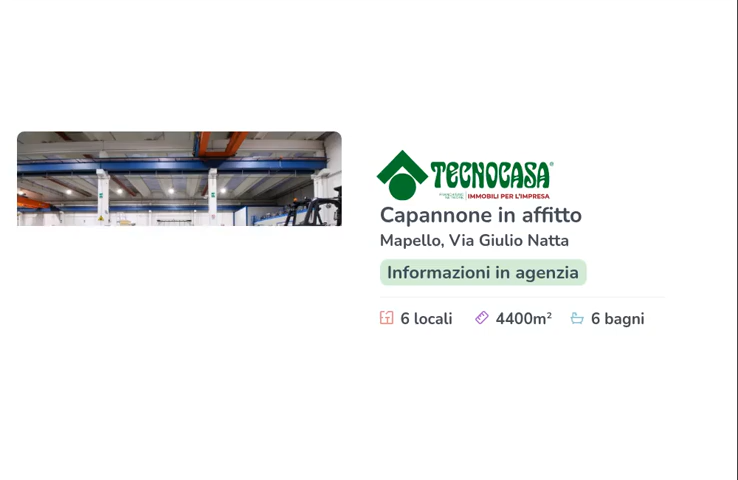 TECNOCASA®
IMMOBILI PER L'IMPRESA
Capannone in affitto
Mapello, Via Giulio Natta
Informazioni in agenzia
6 locali 4400m² 6 bagni